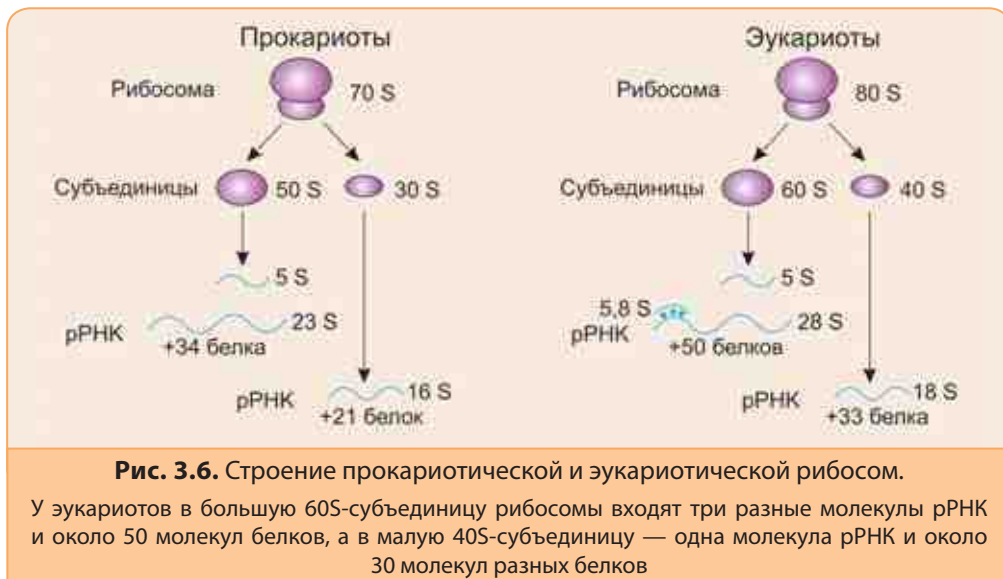 Прокариоты
Рибосома
70 S
Субъединицы
50 S
30 S
5 S
рРНК
23 S
+34 белка
рРНК
16 S
+21 белок
Эукариоты
Рибосома
80 S
Субъединицы
60 S
40 S
5 S
5,8 S
рРНК
28 S
+50 белков
рРНК
18 S
+33 белка
Рис. 3.6. Строение прокариотической и эукариотической рибосом.
У эукариотов в большую 60S-субъединицу рибосомы входят три разные молекулы рРНК
и около 50 молекул белков, а в малую 40S-субъединицу — одна молекула рРНК и около
30 молекул разных белков